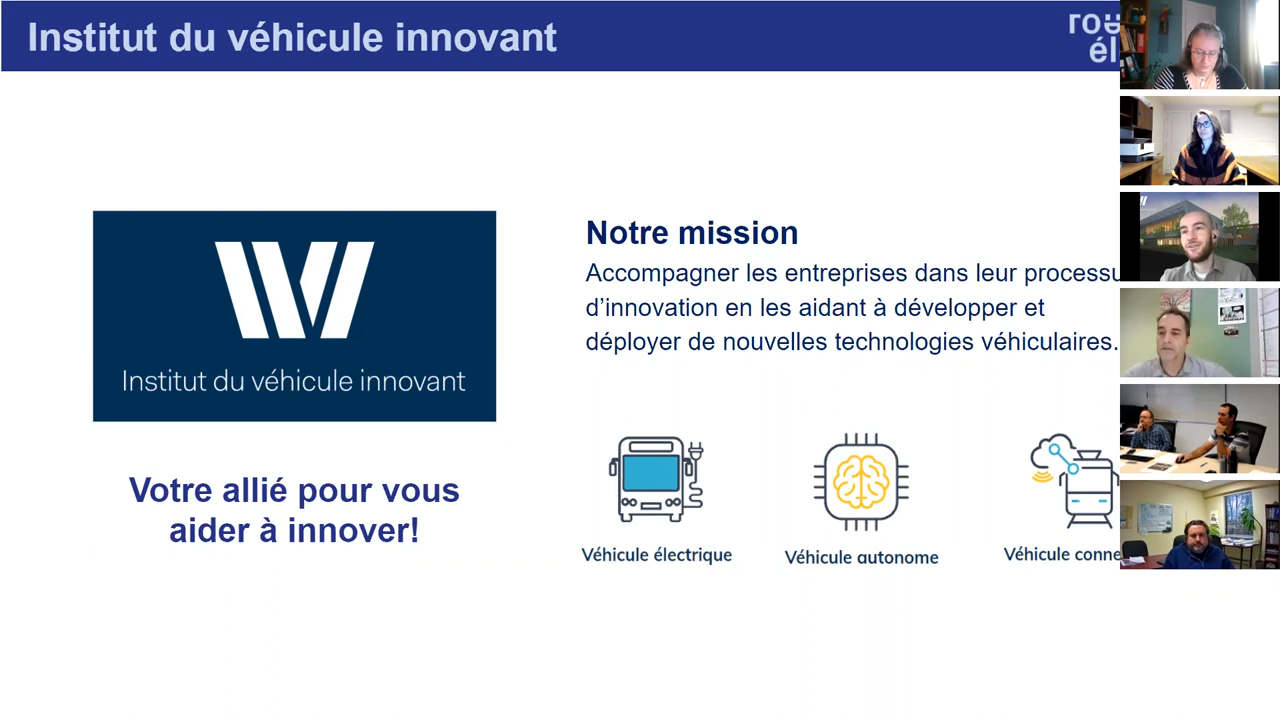 Institut du véhicule innovant
Institut du véhicule innovant
Votre allié pour vous
aider à innover!
Notre mission
Accompagner les entreprises dans leur processu
d'innovation en les aidant à développer et
déployer de nouvelles technologies véhiculaires.
Véhicule électrique
Véhicule autonome
Véhicule conne